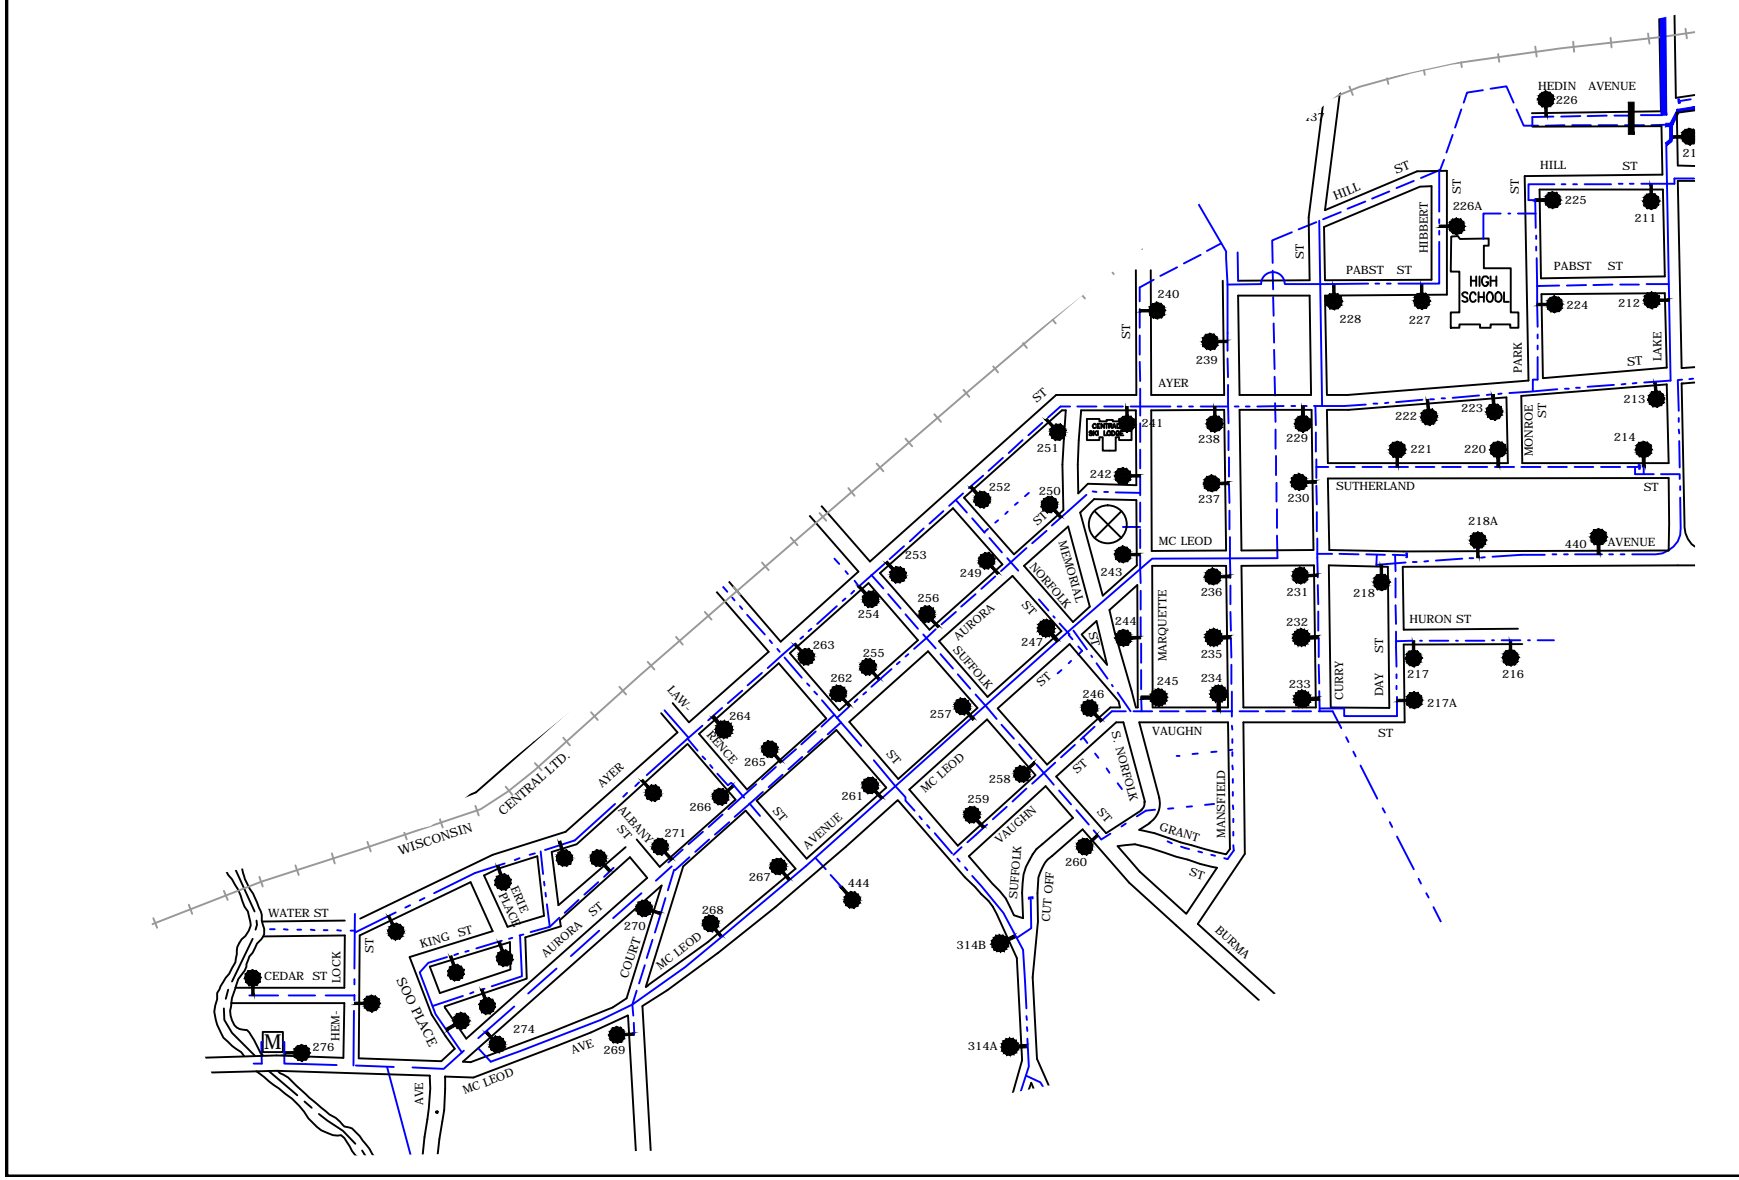 HEDIN AVENUE
226
HILL ST
HILL ST
ST
ST
226A
225
211
HIBBERT
ST
PABST ST
PABST ST
HIGH
SCHOOL
240
228
227
224
212
ST
239
PARK
LAKE
ST
AYER
ST
213
CENTRAL
SKI LODGE
241
251
238
229
222
223
MONROE
ST
221
220
214
242
252
250
237
230
SUTHERLAND
ST
ST
218A
MC LEOD
440
AVENUE
253
249
MEMORIAL
243
NORFOLK
236
231
218
254
256
AURORA
ST
244
MARQUETTE
232
HURON ST
263
255
247
ST
235
DAY ST
217
216
SUFFOLK
262
ST
246
245
234
233
CURRY
217A
LAW-
RENCE
264
257
VAUGHN
ST
265
ST
MC LEOD
S. NORFOLK
AYER
CENTRAL LTD.
WISCONSIN
266
261
258
ST
MANSFIELD
ALBANY
ST
271
ST
AVENUE
259
VAUGHN
ST
GRANT
ST
260
267
SUFFOLK
CUT OFF
444
ERIE
PLACE
WATER ST
KING ST
AURORA ST
270
268
MC LEOD
COURT
314B
BURMA
ST
CEDAR ST
HEM-
LOCK
SOO PLACE
M
276
274
AVE
269
314A
MC LEOD
AVE